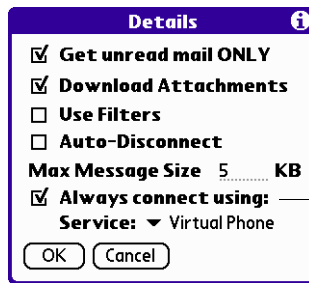 Details
Get unread mail ONLY
Download Attachments
Use Filters
Auto-Disconnect
Max Message Size 5 KB
Always connect using:
Service: Virtual Phone
OK Cancel